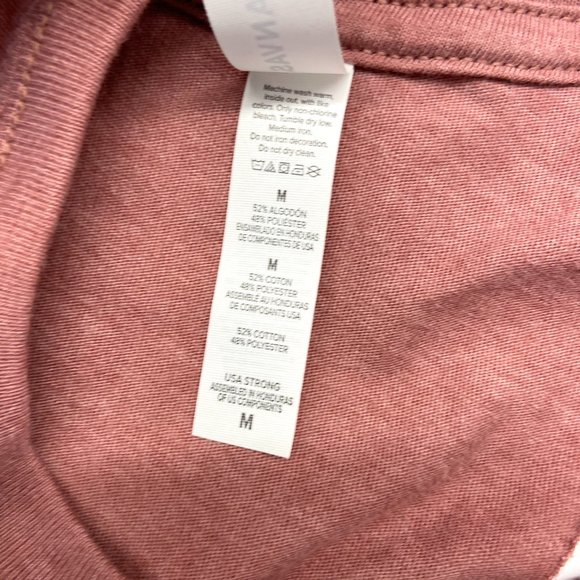 Machine wash warm,
inside out, with like
colors. Only non-chlorine
bleach. Tumble dry low.
Medium iron.
Do not iron decoration.
Do not dry clean.
M
52% ALGODÓN
48% POLIÉSTER
ENSAMBLADO EN HONDURAS
DE COMPONENTES DE USA
M
52% COTON
48% POLYESTER
ASSEMBLÉ AU HONDURAS
DE COMPOSANTS USA
52% COTTON
48% POLYESTER
USA STRONG
ASSEMBLED IN HONDURAS
OF US COMPONENTS
M